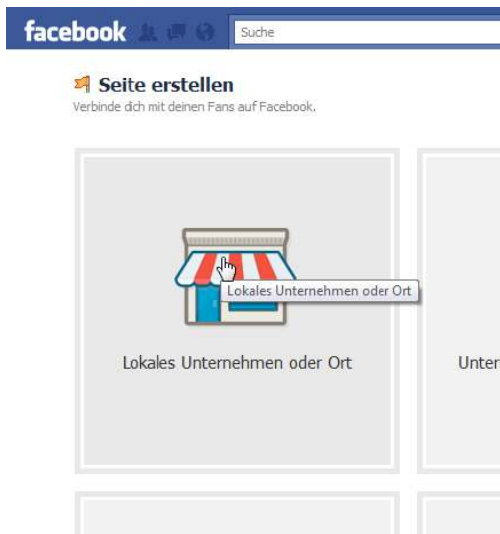 facebook
Suche
Seite erstellen
Verbinde dich mit deinen Fans auf Facebook.
Lokales Unternehmen oder Ort
Lokales Unternehmen oder Ort
Unter